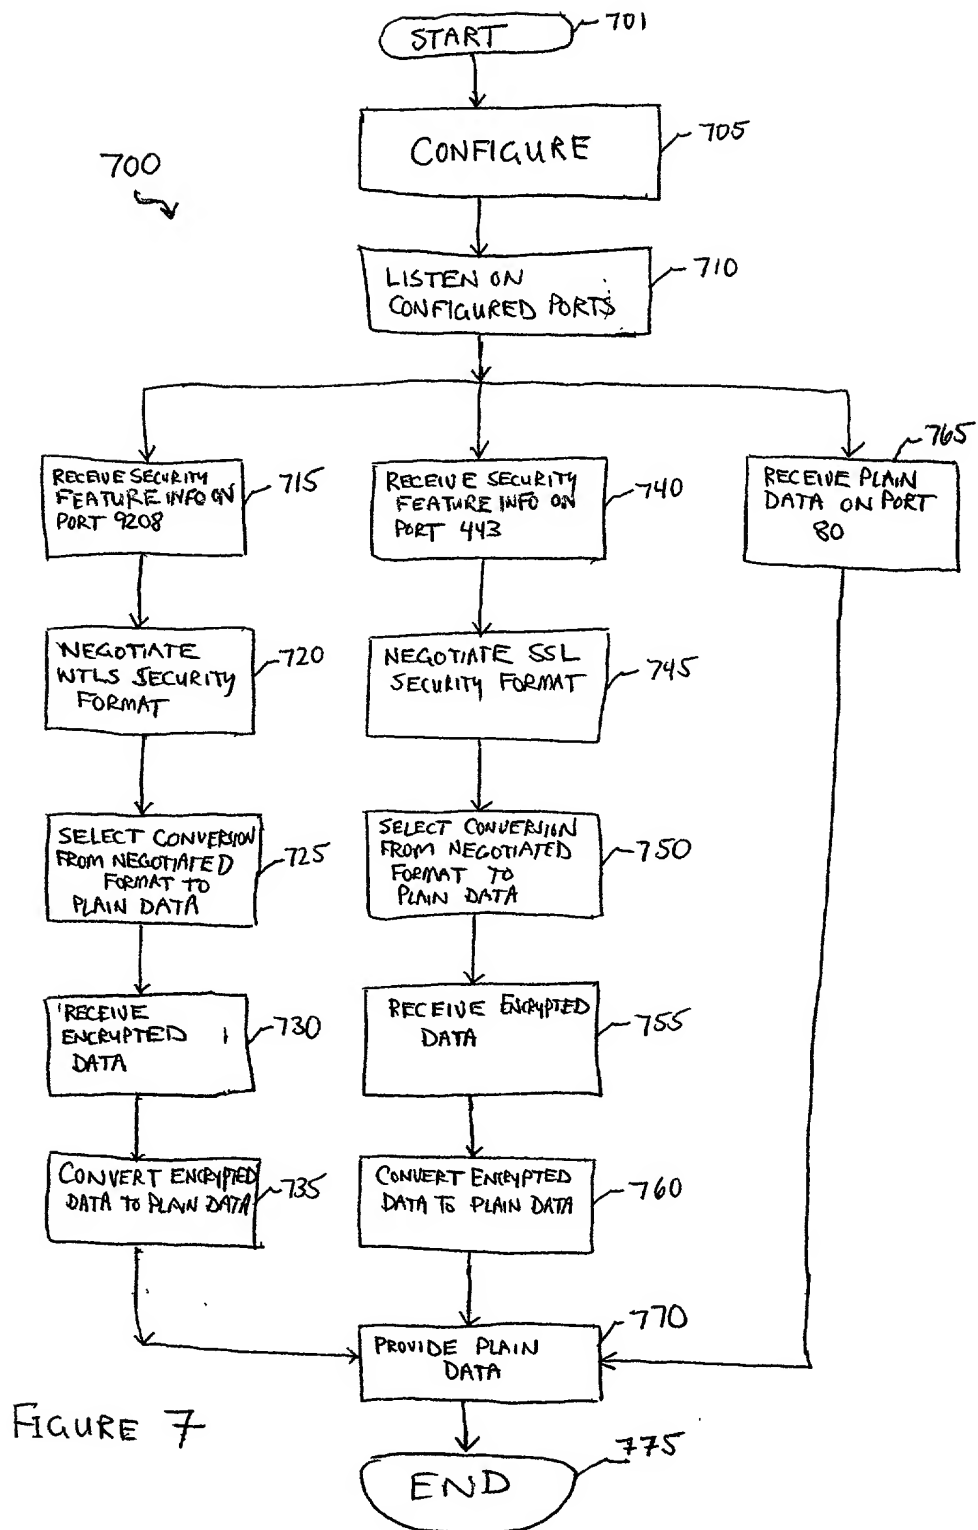 START
701
CONFIGURE
705
700
LISTEN ON
CONFIGURED PORTS
710
RECEIVE SECURITY
FEATURE INFO ON
PORT 9208
715
RECEIVE SECURITY
FEATURE INFO ON
PORT 443
740
RECEIVE PLAIN
DATA ON PORT
80
765
NEGOTIATE
WTLS SECURITY
FORMAT
720
NEGOTIATE SSL
SECURITY FORMAT
745
SELECT CONVERSION
FROM NEGOTIATED
FORMAT TO
PLAIN DATA
725
SELECT CONVERSION
FROM NEGOTIATED
FORMAT TO
PLAIN DATA
750
RECEIVE
ENCRYPTED
DATA
730
RECEIVE ENCRYPTED
DATA
755
CONVERT ENCRYPTED
DATA TO PLAIN DATA
735
CONVERT ENCRYPTED
DATA TO PLAIN DATA
760
PROVIDE PLAIN
DATA
770
FIGURE 7
END
775